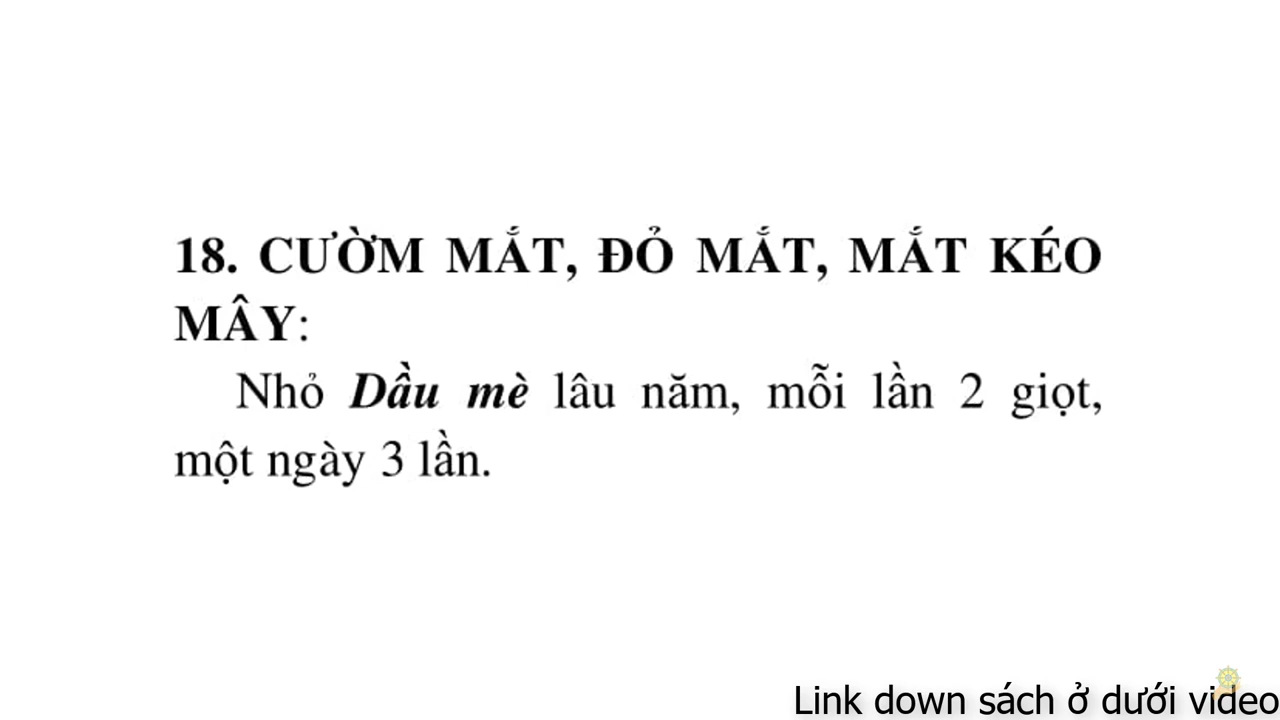 18. CƯỜM MẮT, ĐỎ MẮT, MẮT KÉO
MÂY:
Nhỏ Dầu mè lâu năm, mỗi lần 2 giọt,
một ngày 3 lần.
Link down sách ở dưới video